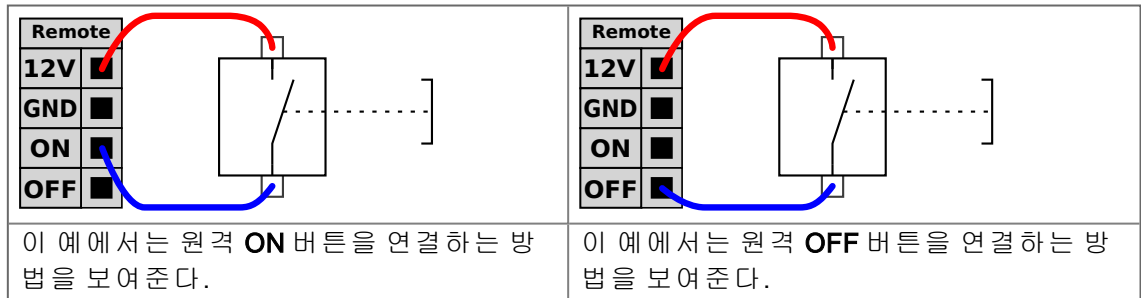 Remote
12V
GND
ON
OFF
이 예에서는 원격 ON 버튼을 연결하는 방
법을 보여준다.
Remote
12V
GND
ON
OFF
이 예에서는 원격 OFF 버튼을 연결하는 방
법을 보여준다.